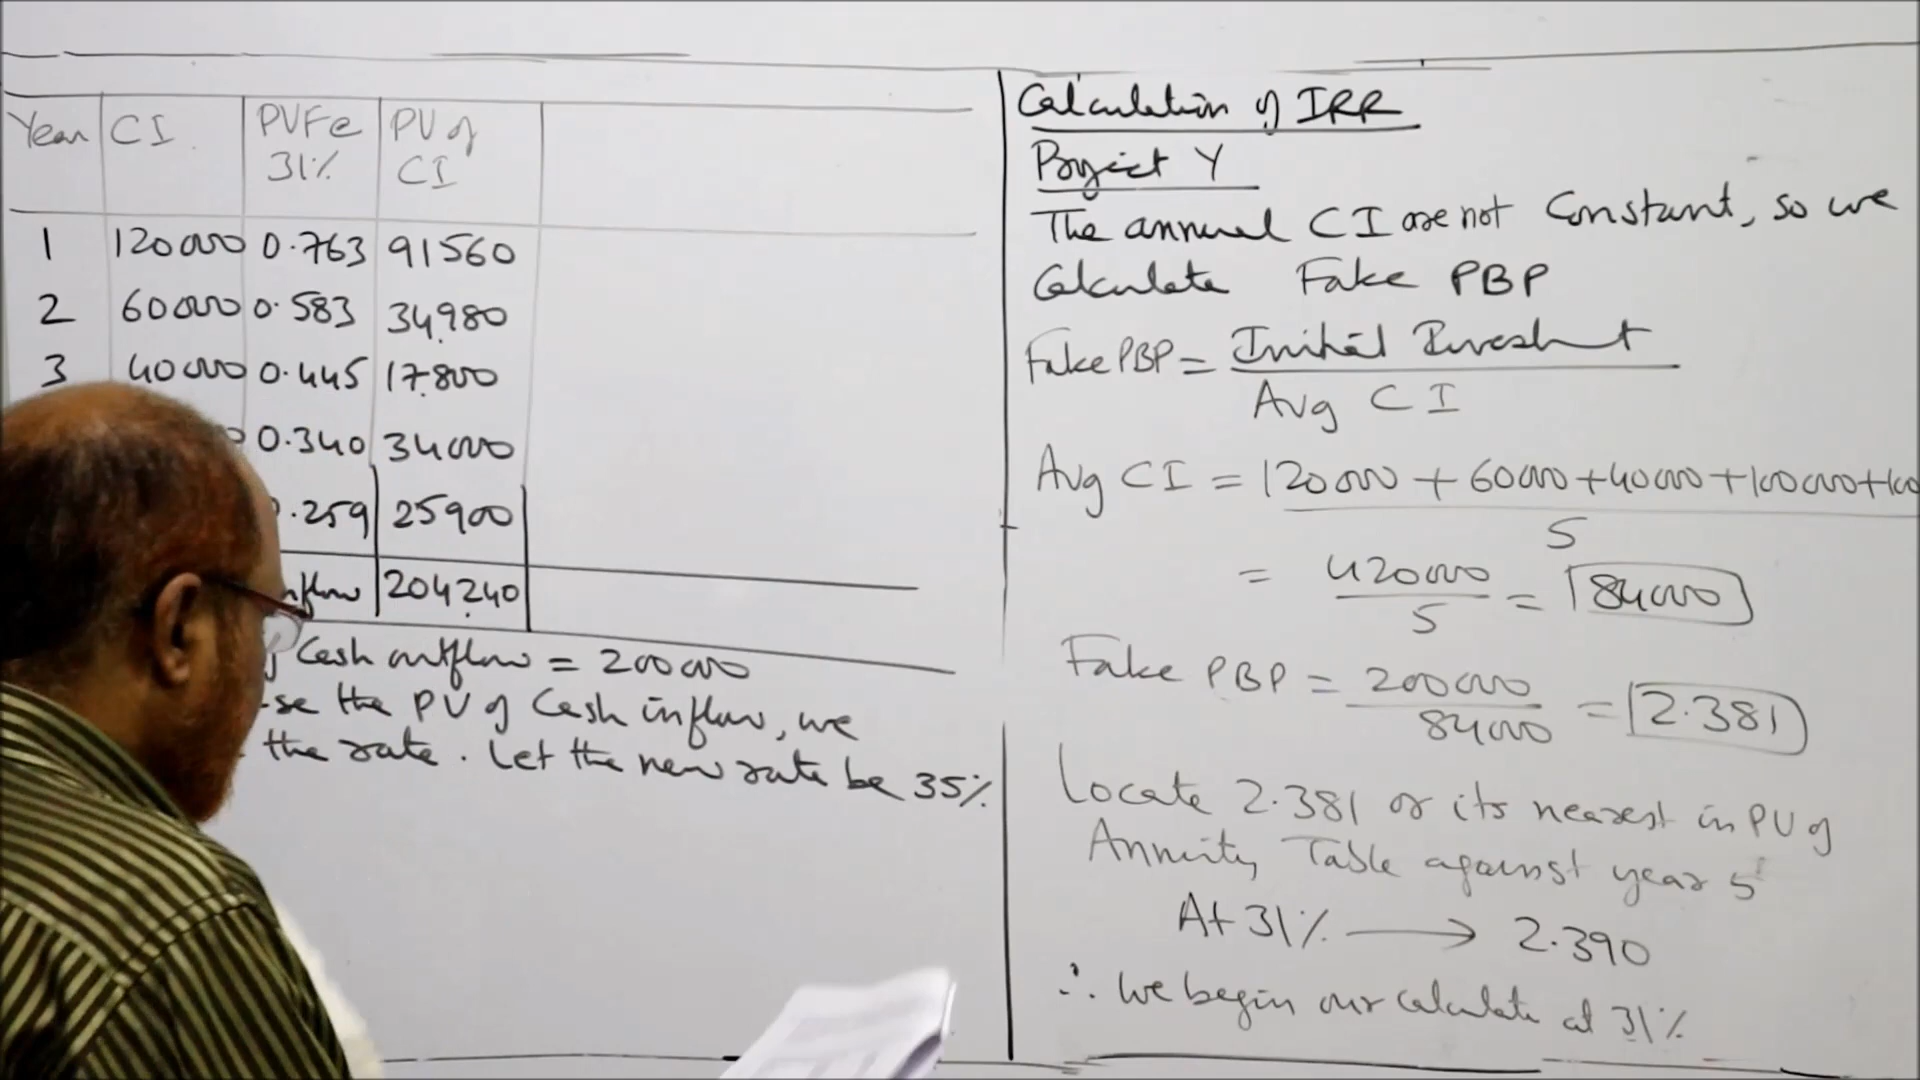 Year CI PVF@ 31% PV of CI
1 120000 0.763 91560
2 60000 0.583 34980
3 40000 0.445 17800
0.340 34000
.259 25900
nflow 204240
Cash outflow = 200000
se the PV of Cash inflow, we
the rate. Let the new rate be 35%
Calculation of IRR
Project Y
The annual CI are not Constant, so we
Calculate Fake PBP
Fake PBP = Initial Investment
Avg CI
Avg CI = 120000 + 60000 + 40000 + 100000 + 100
5
= 420000 = 84000
5
Fake PBP = 200000 = 2.381
84000
Locate 2.381 or its nearest in PV of
Annuity Table against year 5
At 31% → 2.390
∴ We begin our calculate at 31%